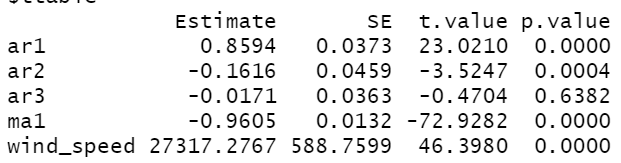 $ttable
Estimate SE t.value p.value
ar1 0.8594 0.0373 23.0210 0.0000
ar2 -0.1616 0.0459 -3.5247 0.0004
ar3 -0.0171 0.0363 -0.4704 0.6382
ma1 -0.9605 0.0132 -72.9282 0.0000
wind_speed 27317.2767 588.7599 46.3980 0.0000